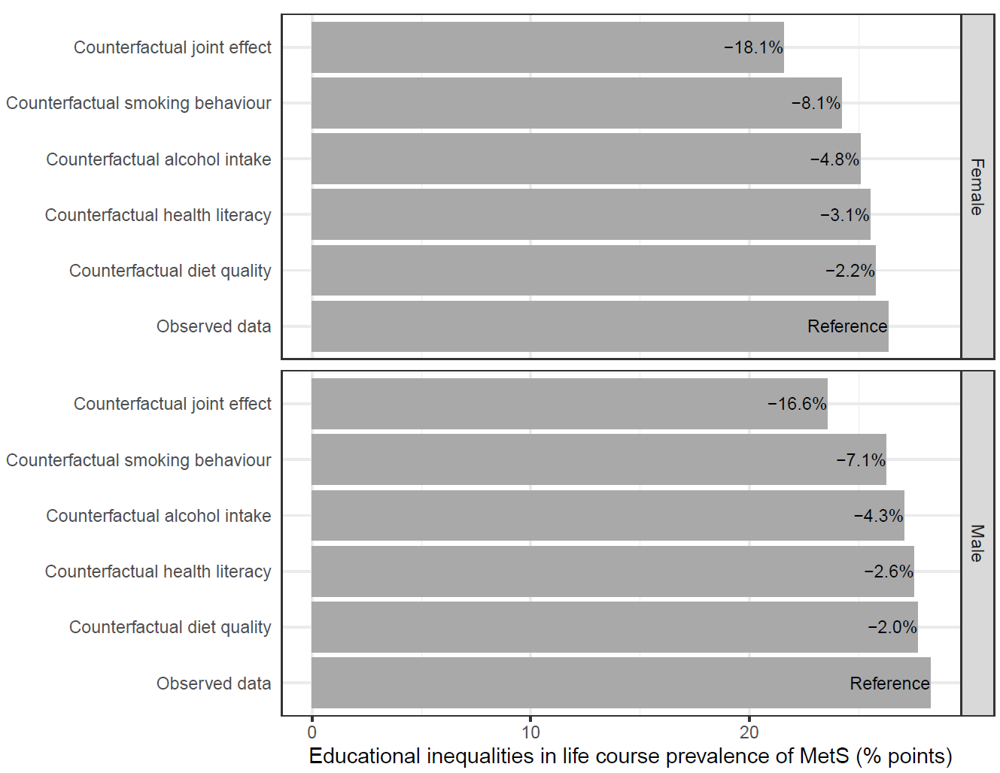 Counterfactual joint effect −18.1%
Counterfactual smoking behaviour −8.1%
Counterfactual alcohol intake −4.8%
Counterfactual health literacy −3.1%
Counterfactual diet quality −2.2%
Observed data Reference
Female
Counterfactual joint effect −16.6%
Counterfactual smoking behaviour −7.1%
Counterfactual alcohol intake −4.3%
Counterfactual health literacy −2.6%
Counterfactual diet quality −2.0%
Observed data Reference
Male
0 10 20
Educational inequalities in life course prevalence of MetS (% points)